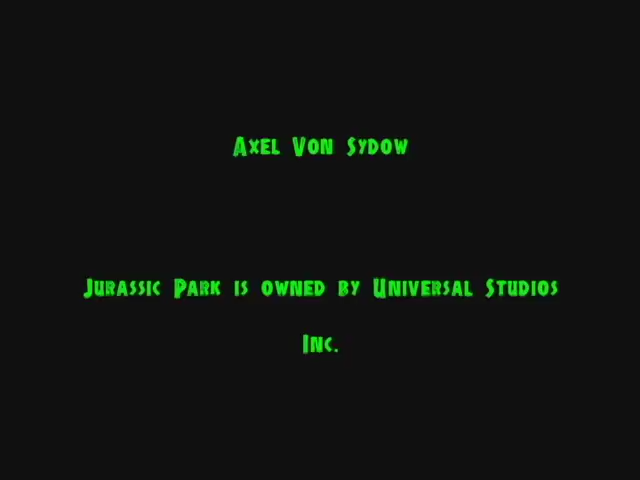 Axel Von Sydow
Jurassic Park is owned by Universal Studios
Inc.